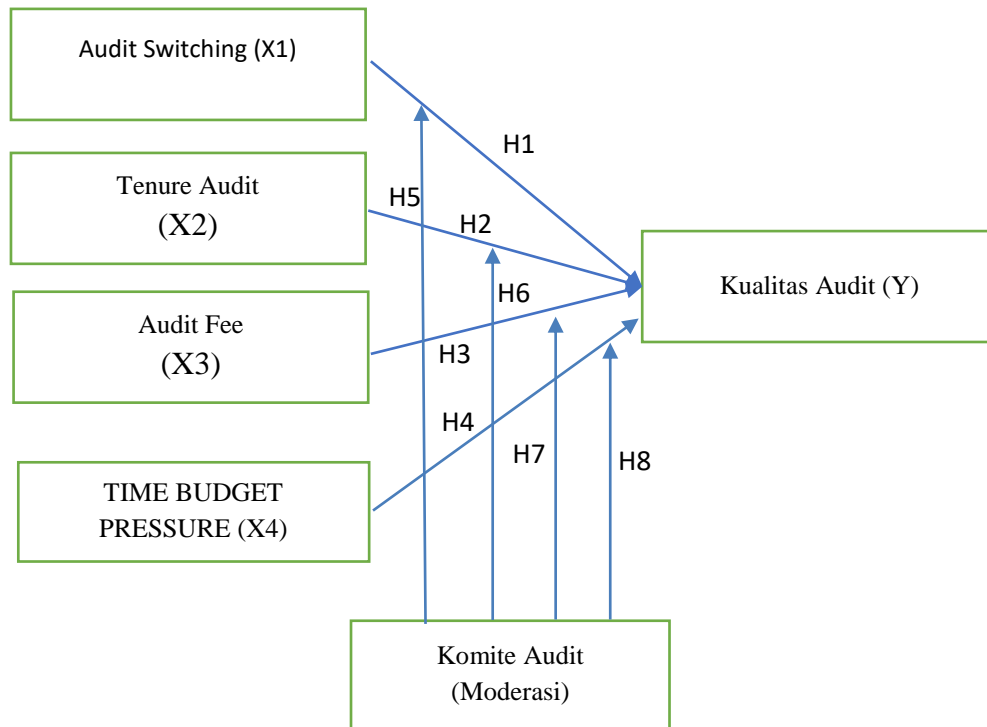 Audit Switching (X1)
H1
Tenure Audit
(X2)
H5
H2
Kualitas Audit (Y)
H6
Audit Fee
(X3)
H3
H4
H7
H8
TIME BUDGET
PRESSURE (X4)
Komite Audit
(Moderasi)